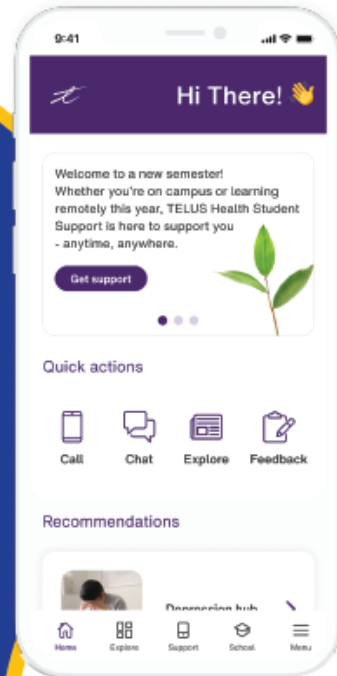 9:41
t Hi There! 👋
Welcome to a new semester!
Whether you're on campus or learning
remotely this year, TELUS Health Student
Support is here to support you
- anytime, anywhere.
Get support
Quick actions
Call Chat Explore Feedback
Recommendations
Depression hub
Home Explore Support School Menu